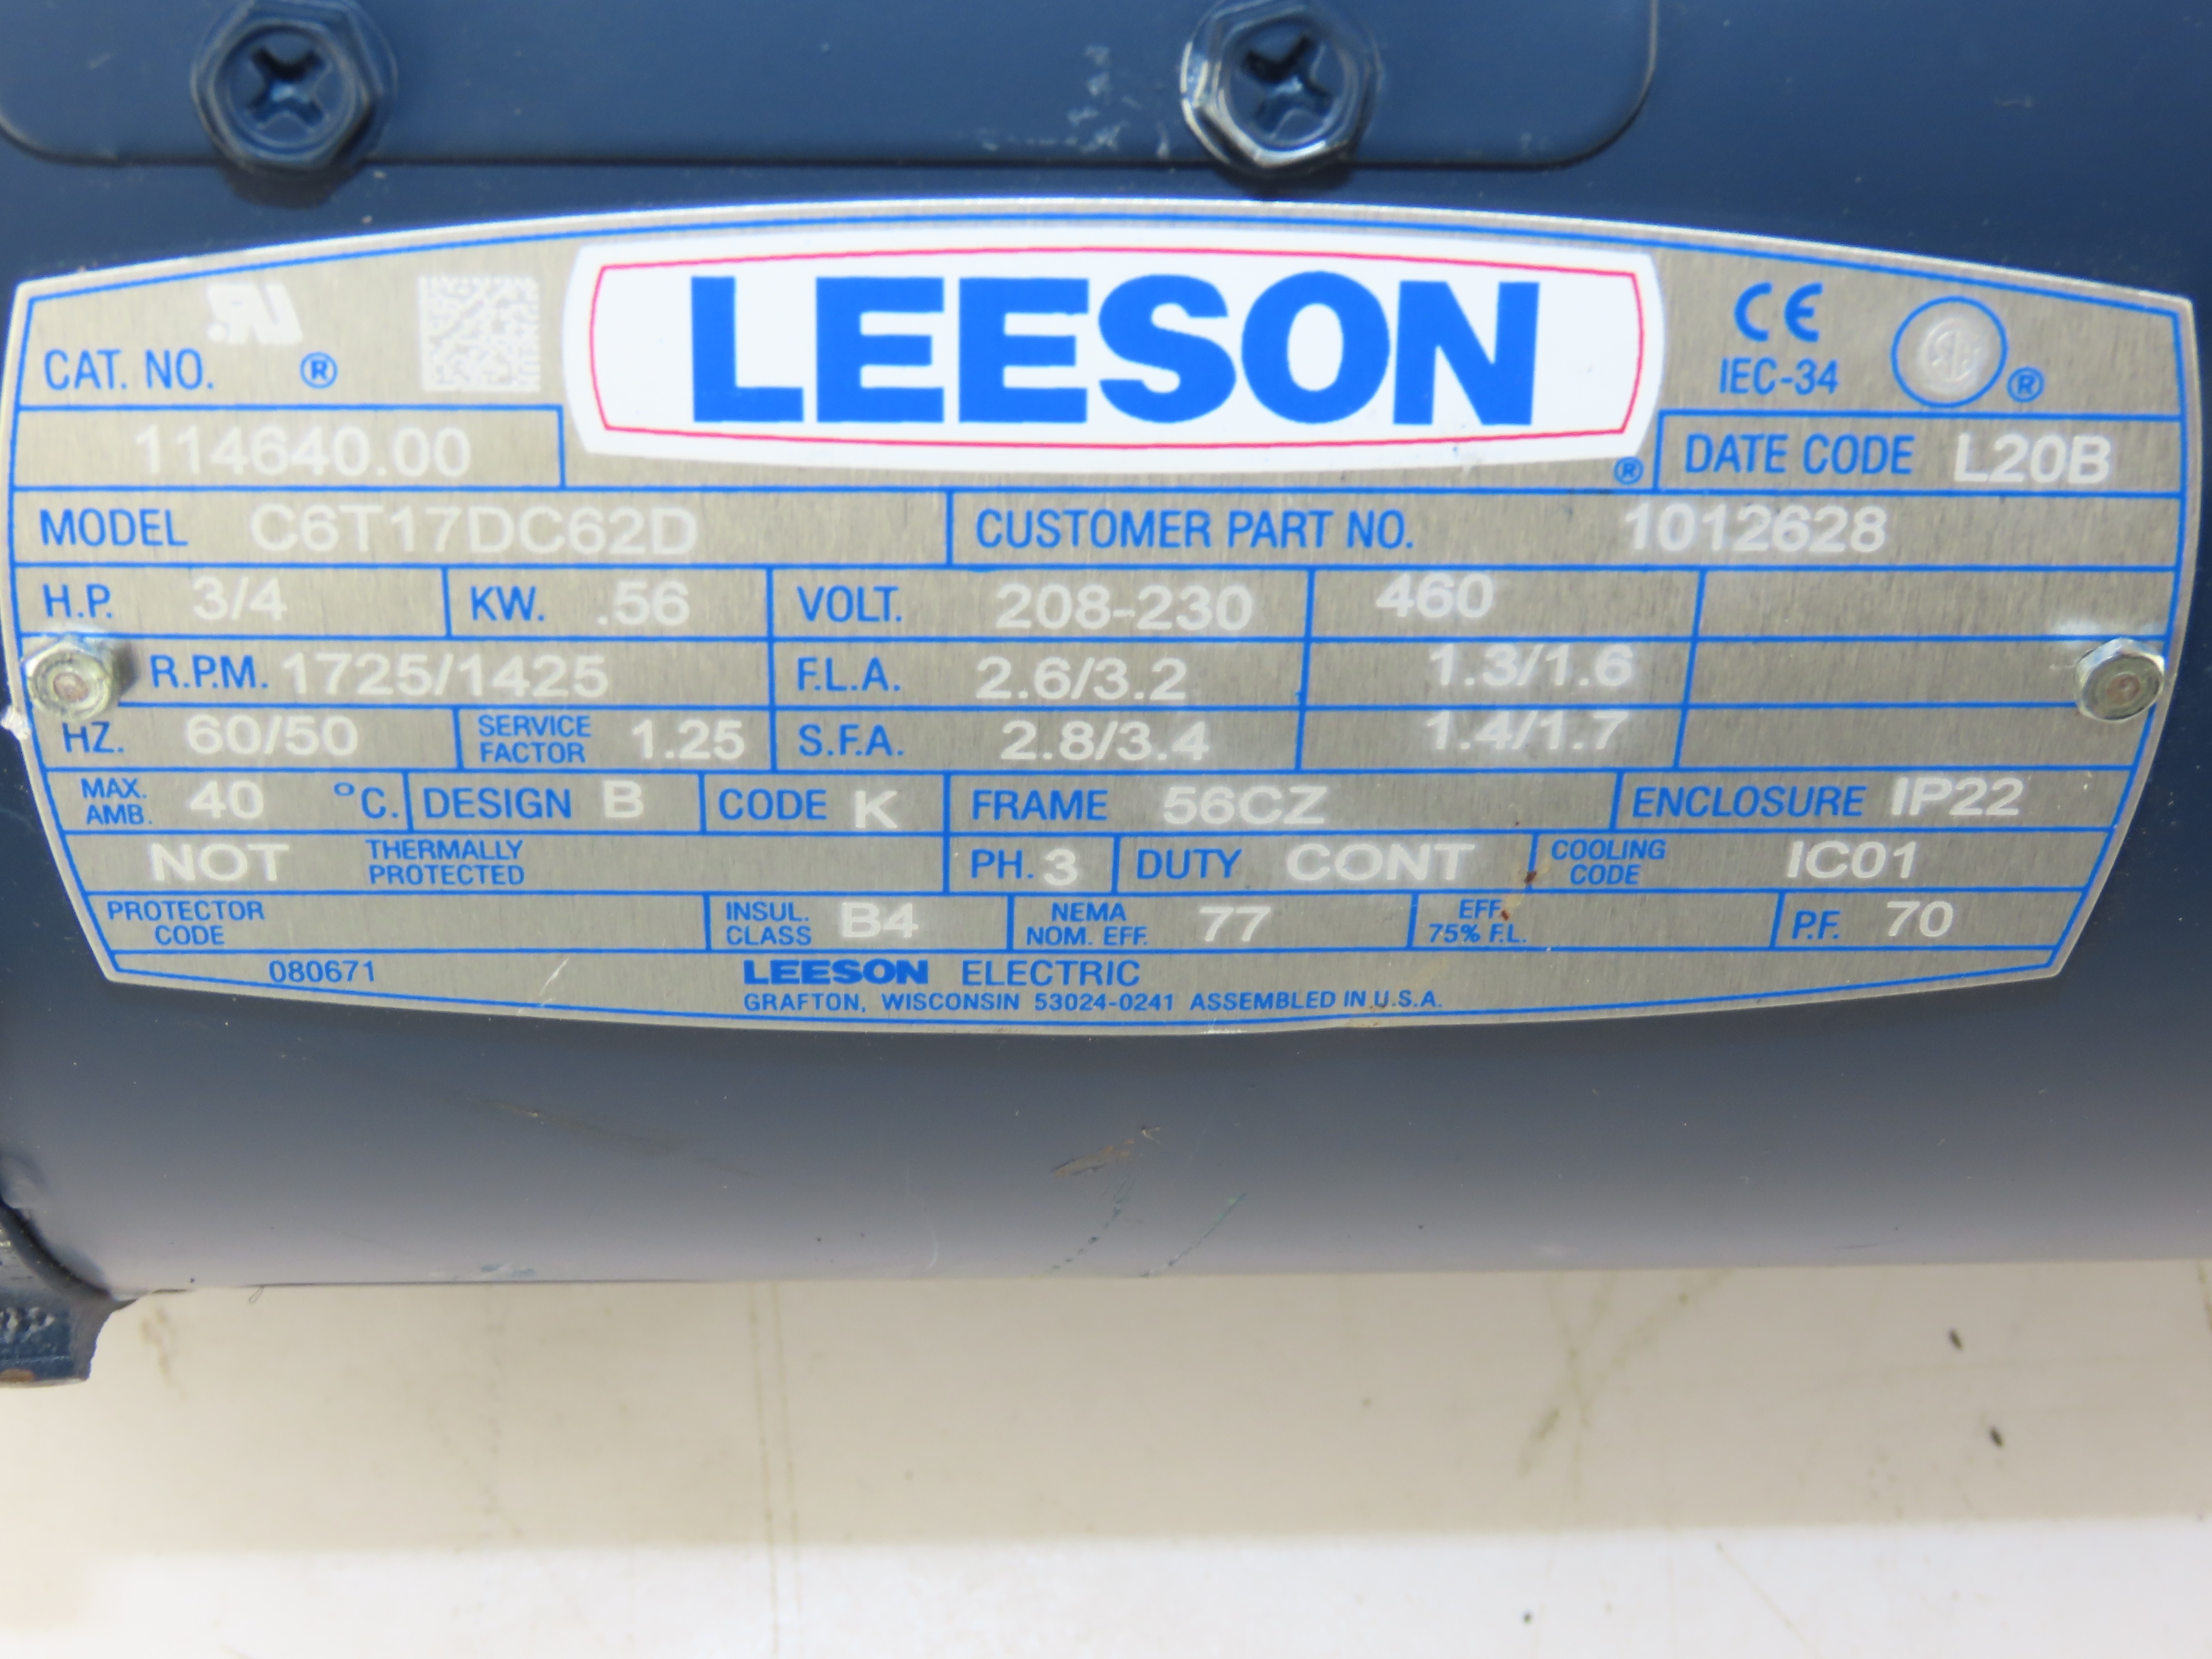 LEESON
CAT. NO. ® CE IEC-34 ®
114640.00 ® DATE CODE L20B
MODEL C6T17DC62D CUSTOMER PART NO. 1012628
H.P. 3/4 KW. .56 VOLT. 208-230 460
R.P.M. 1725/1425 F.L.A. 2.6/3.2 1.3/1.6
HZ. 60/50 SERVICE FACTOR 1.25 S.F.A. 2.8/3.4 1.4/1.7
MAX. AMB. 40 °C. DESIGN B CODE K FRAME 56CZ ENCLOSURE IP22
NOT THERMALLY PROTECTED PH. 3 DUTY CONT COOLING CODE IC01
PROTECTOR CODE INSUL. CLASS B4 NEMA NOM. EFF. 77 EFF. 75% F.L. P.F. 70
080671 LEESON ELECTRIC
GRAFTON, WISCONSIN 53024-0241 ASSEMBLED IN U.S.A.